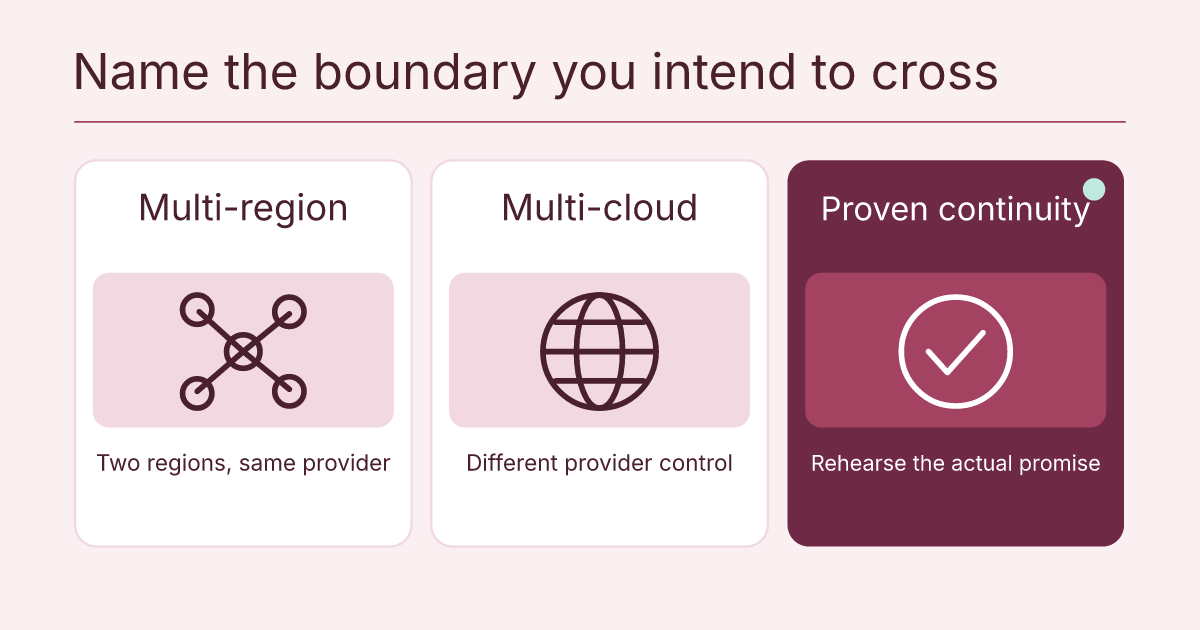 Name the boundary you intend to cross
Multi-region
Two regions, same provider
Multi-cloud
Different provider control
Proven continuity
Rehearse the actual promise